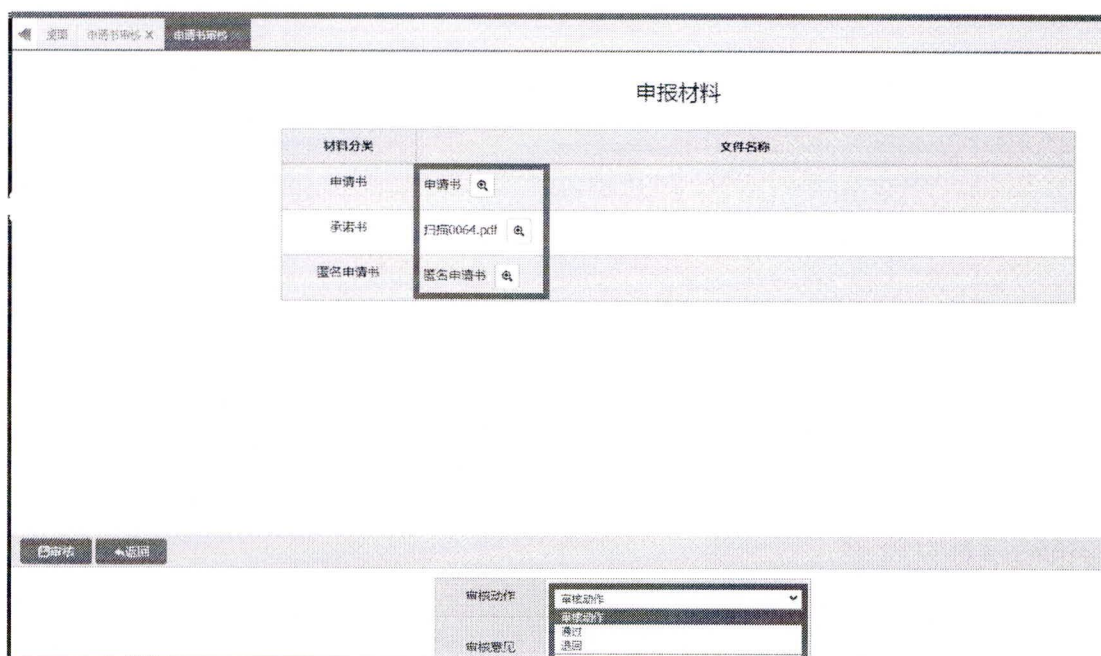 桌面 申请书审核 X 申请书审核
申报材料
材料分类 文件名称
申请书 申请书
承诺书 扫描0064.pdf
匿名申请书 匿名申请书
审核 返回
审核动作 审核动作
审核动作
通过
审核意见 退回